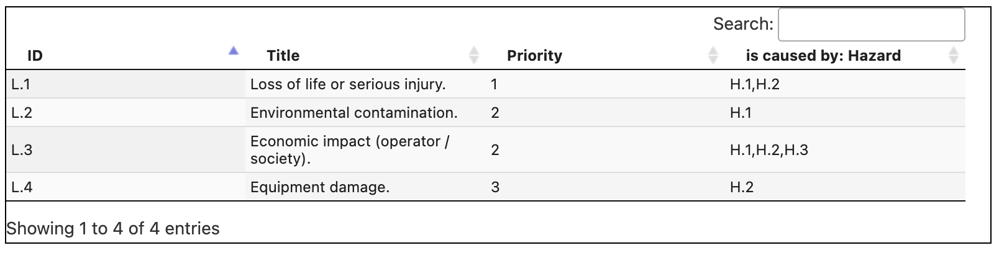 Search:
ID Title Priority is caused by: Hazard
L.1 Loss of life or serious injury. 1 H.1,H.2
L.2 Environmental contamination. 2 H.1
L.3 Economic impact (operator / society). 2 H.1,H.2,H.3
L.4 Equipment damage. 3 H.2
Showing 1 to 4 of 4 entries